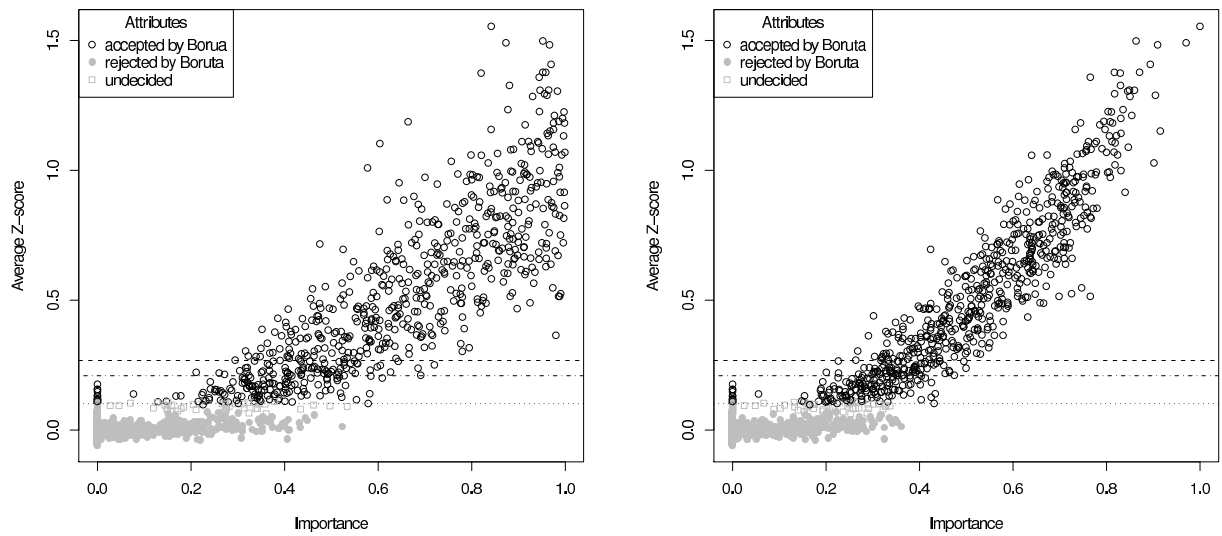 Attributes
accepted by Borua
rejected by Boruta
undecided
1.5
1.0
0.5
0.0
Average Z−score
0.0
0.2
0.4
0.6
0.8
1.0
Importance
Attributes
accepted by Boruta
rejected by Boruta
undecided
1.5
1.0
0.5
0.0
Average Z−score
0.0
0.2
0.4
0.6
0.8
1.0
Importance